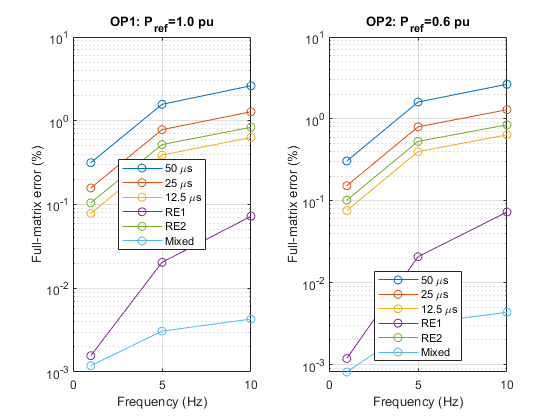 OP1: P_ref=1.0 pu
10^1
10^0
10^-1
10^-2
10^-3
Full-matrix error (%)
50 μs
25 μs
12.5 μs
RE1
RE2
Mixed
0
5
10
Frequency (Hz)
OP2: P_ref=0.6 pu
10^1
10^0
10^-1
10^-2
10^-3
Full-matrix error (%)
50 μs
25 μs
12.5 μs
RE1
RE2
Mixed
0
5
10
Frequency (Hz)